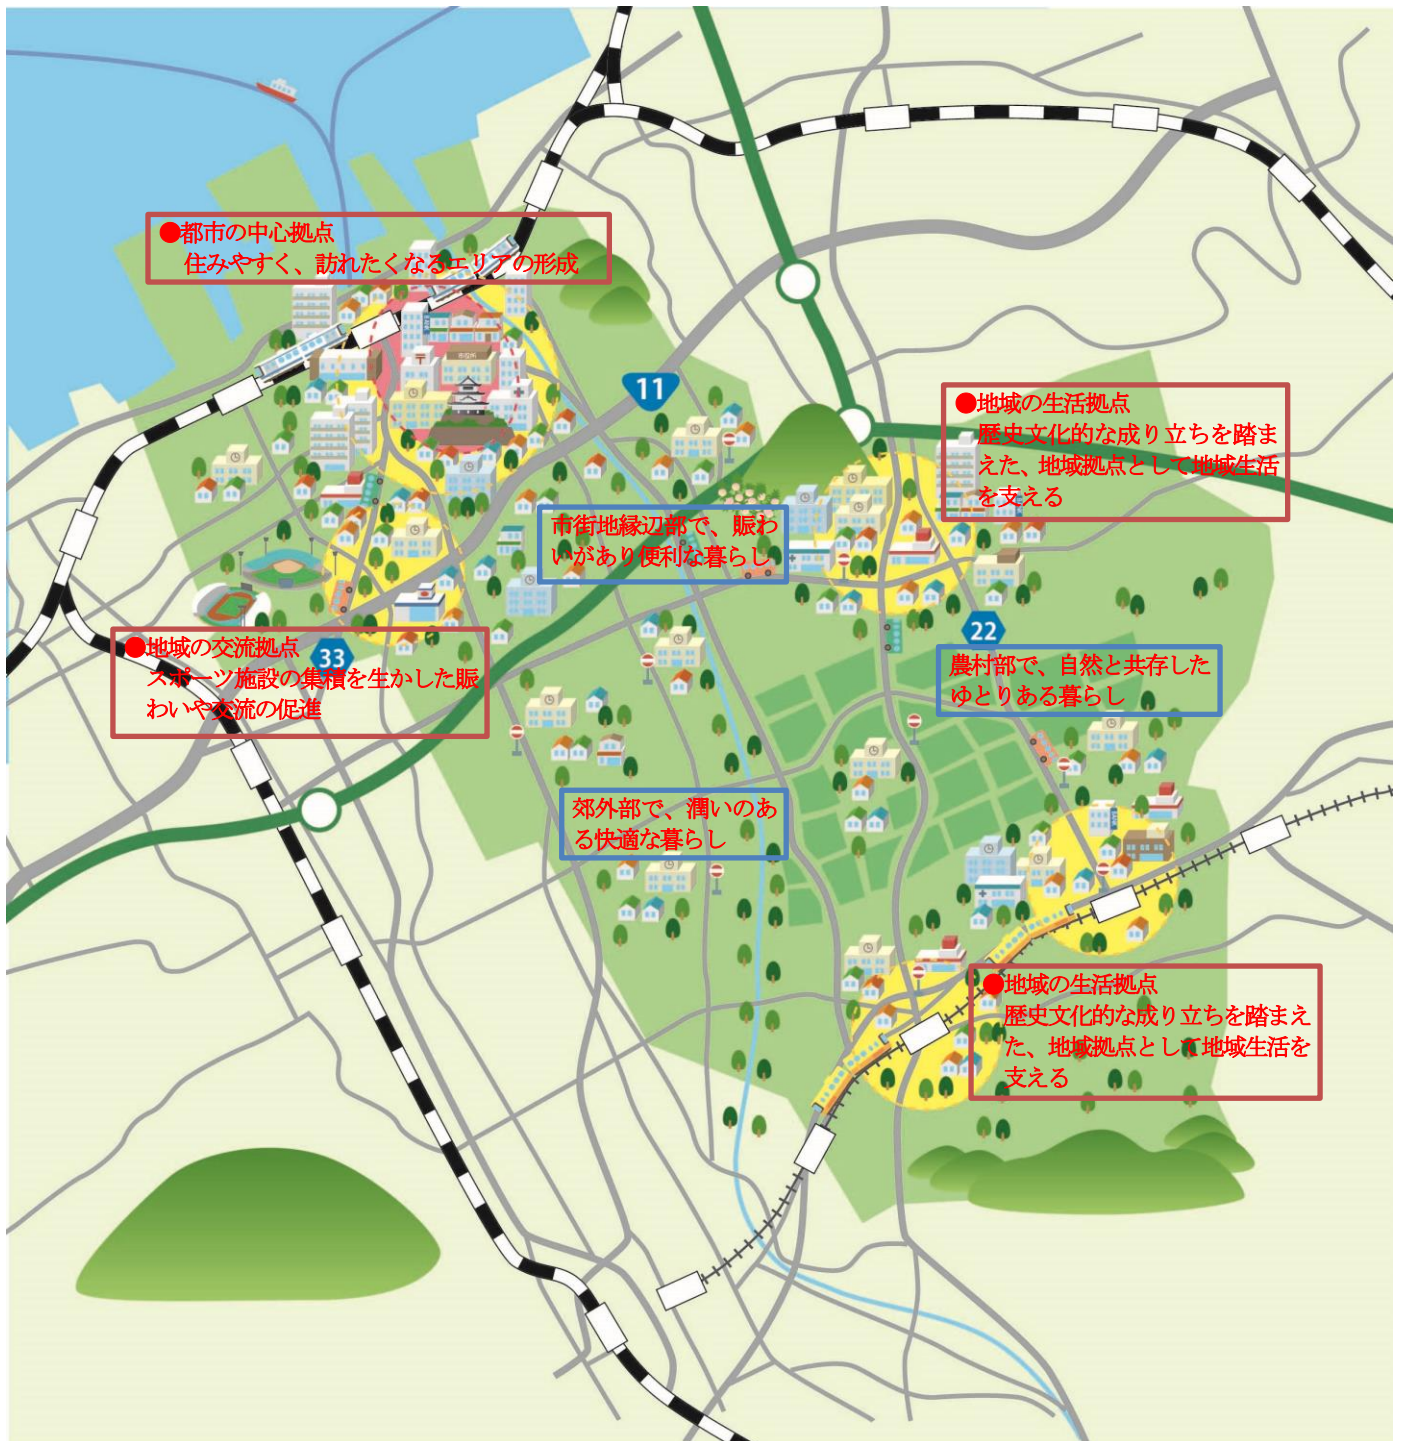 ●都市の中心拠点
住みやすく、訪れたくなるエリアの形成
市役所
11
●地域の生活拠点
歴史文化的な成り立ちを踏ま
えた、地域拠点として地域生活
を支える
市街地縁辺部で、賑わ
いがあり便利な暮らし
22
●地域の交流拠点
スポーツ施設の集積を生かした賑
わいや交流の促進
33
農村部で、自然と共存した
ゆとりある暮らし
郊外部で、潤いのあ
る快適な暮らし
●地域の生活拠点
歴史文化的な成り立ちを踏まえ
た、地域拠点として地域生活を
支える